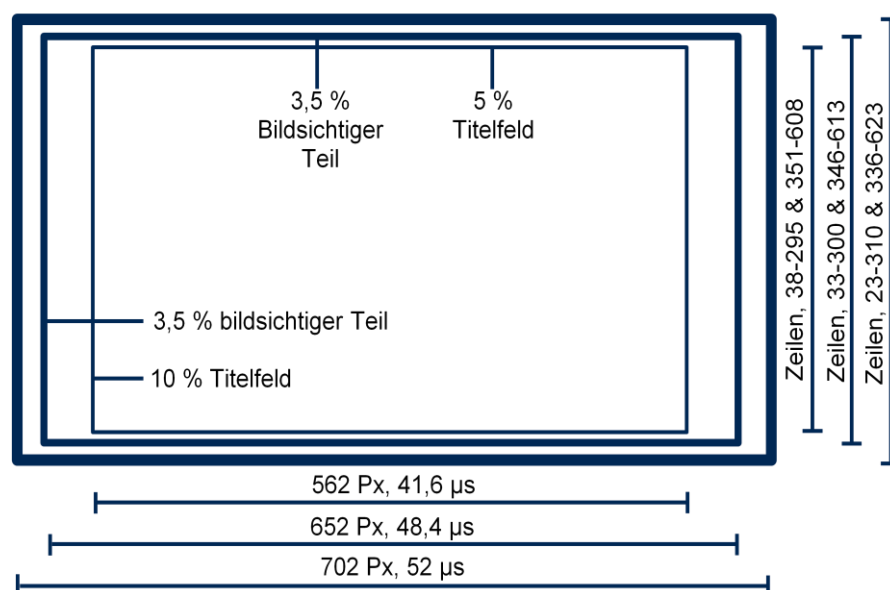 3,5 %
Bildsichtiger
Teil
5 %
Titelfeld
3,5 % bildsichtiger Teil
10 % Titelfeld
Zeilen, 38-295 & 351-608
Zeilen, 33-300 & 346-613
Zeilen, 23-310 & 336-623
562 Px, 41,6 µs
652 Px, 48,4 µs
702 Px, 52 µs